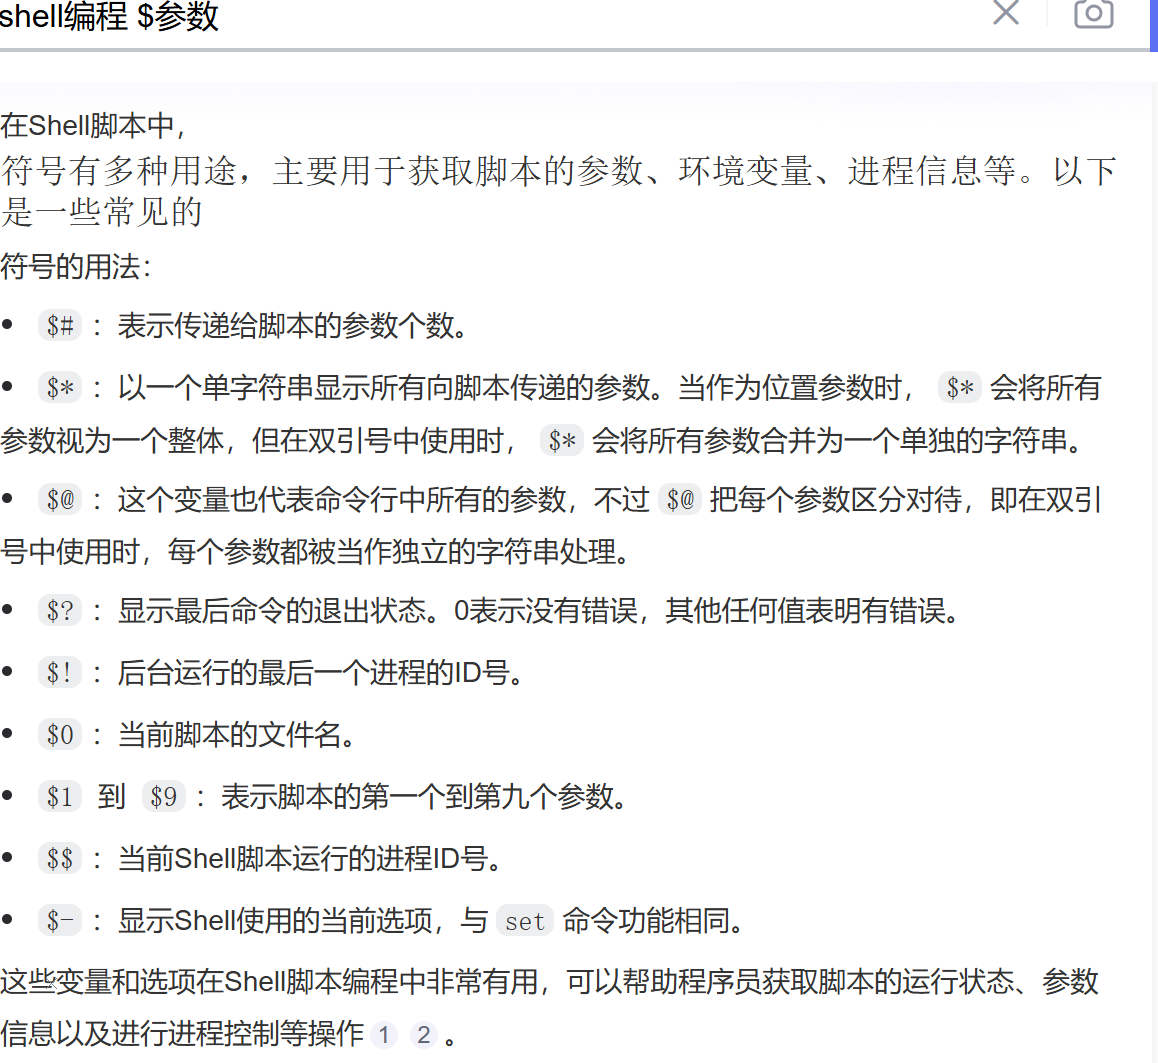 shell编程 $参数
在Shell脚本中，
符号有多种用途，主要用于获取脚本的参数、环境变量、进程信息等。以下
是一些常见的
符号的用法：
• $# ：表示传递给脚本的参数个数。
• $* ：以一个单字符串显示所有向脚本传递的参数。当作为位置参数时， $* 会将所有
参数视为一个整体，但在双引号中使用时， $* 会将所有参数合并为一个单独的字符串。
• $@ ：这个变量也代表命令行中所有的参数，不过 $@ 把每个参数区分对待，即在双引
号中使用时，每个参数都被当作独立的字符串处理。
• $? ：显示最后命令的退出状态。0表示没有错误，其他任何值表明有错误。
• $! ：后台运行的最后一个进程的ID号。
• $0 ：当前脚本的文件名。
• $1 到 $9 ：表示脚本的第一个到第九个参数。
• $$ ：当前Shell脚本运行的进程ID号。
• $- ：显示Shell使用的当前选项，与 set 命令功能相同。
这些变量和选项在Shell脚本编程中非常有用，可以帮助程序员获取脚本的运行状态、参数
信息以及进行进程控制等操作 1 2 。